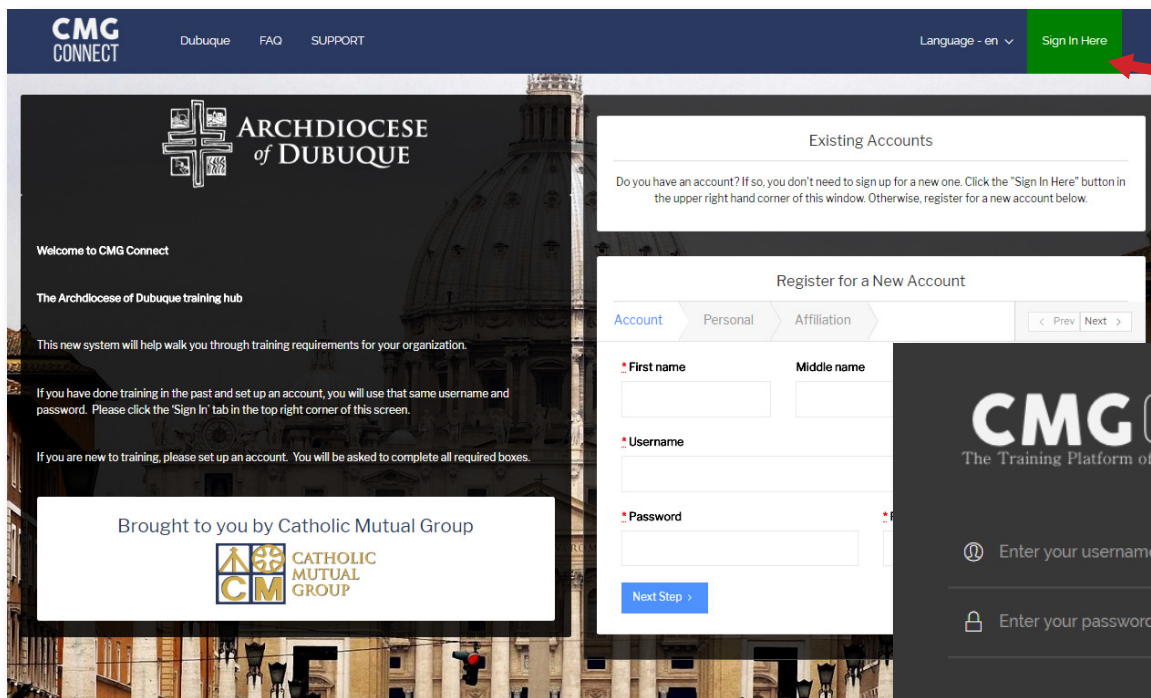 CMG
CONNECT
Dubuque FAQ SUPPORT
Language - en
Sign In Here
ARCHDIOCESE
of DUBUQUE
Welcome to CMG Connect
The Archdiocese of Dubuque training hub
This new system will help walk you through training requirements for your organization.
If you have done training in the past and set up an account, you will use that same username and
password. Please click the 'Sign In' tab in the top right corner of this screen.
If you are new to training, please set up an account. You will be asked to complete all required boxes.
Brought to you by Catholic Mutual Group
CM
CATHOLIC
MUTUAL
GROUP
Existing Accounts
Do you have an account? If so, you don't need to sign up for a new one. Click the "Sign In Here" button in
the upper right hand corner of this window. Otherwise, register for a new account below.
Register for a New Account
Account Personal Affiliation
< Prev Next >
* First name Middle name
* Username
* Password
Next Step >
CMG
The Training Platform of
Enter your username
Enter your password